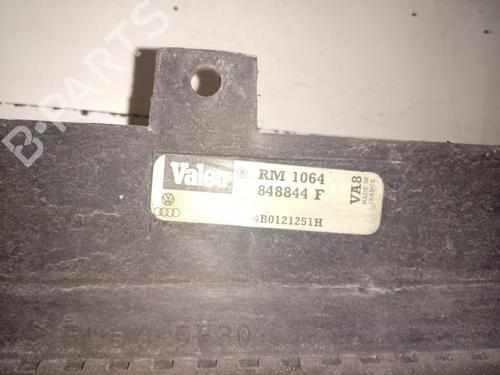 B-PARTS
Valeo ® RM 1064
848844 F
4B0121251H
VA8
MADE IN
FRANCE